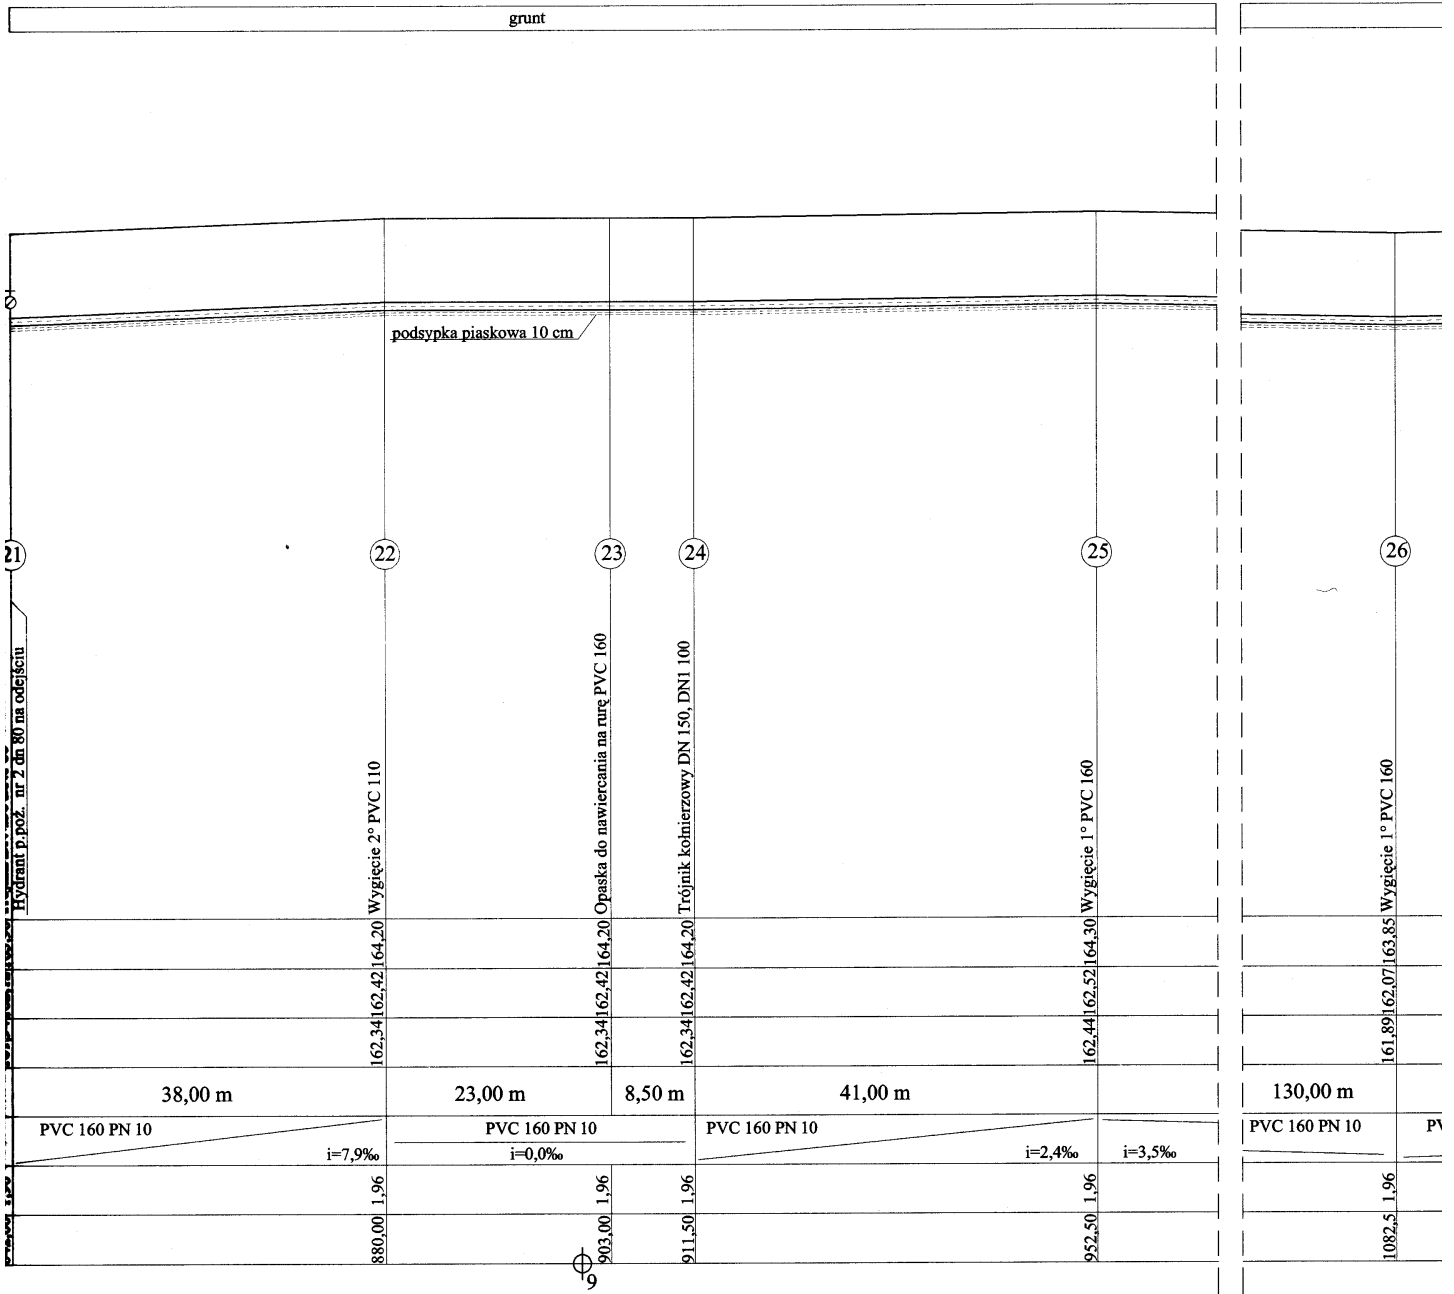 grunt
podsypka piaskowa 10 cm
21
22
23
24
25
26
Hydrant p.poż. nr 2 dn 80 na odejściu
Wygięcie 2° PVC 110
Opaska do nawiercania na rurę PVC 160
Trójnik kołnierzowy DN 150, DN1 100
Wygięcie 1° PVC 160
Wygięcie 1° PVC 160
164,20
164,20
164,20
164,30
163,85
162,42
162,42
162,42
162,52
162,07
162,34
162,34
162,34
162,44
161,89
38,00 m
23,00 m
8,50 m
41,00 m
130,00 m
PVC 160 PN 10
PVC 160 PN 10
PVC 160 PN 10
PVC 160 PN 10
i=7,9‰
i=0,0‰
i=2,4‰
i=3,5‰
1,96
1,96
1,96
1,96
1,96
880,00
903,00
911,50
952,50
1082,5
9